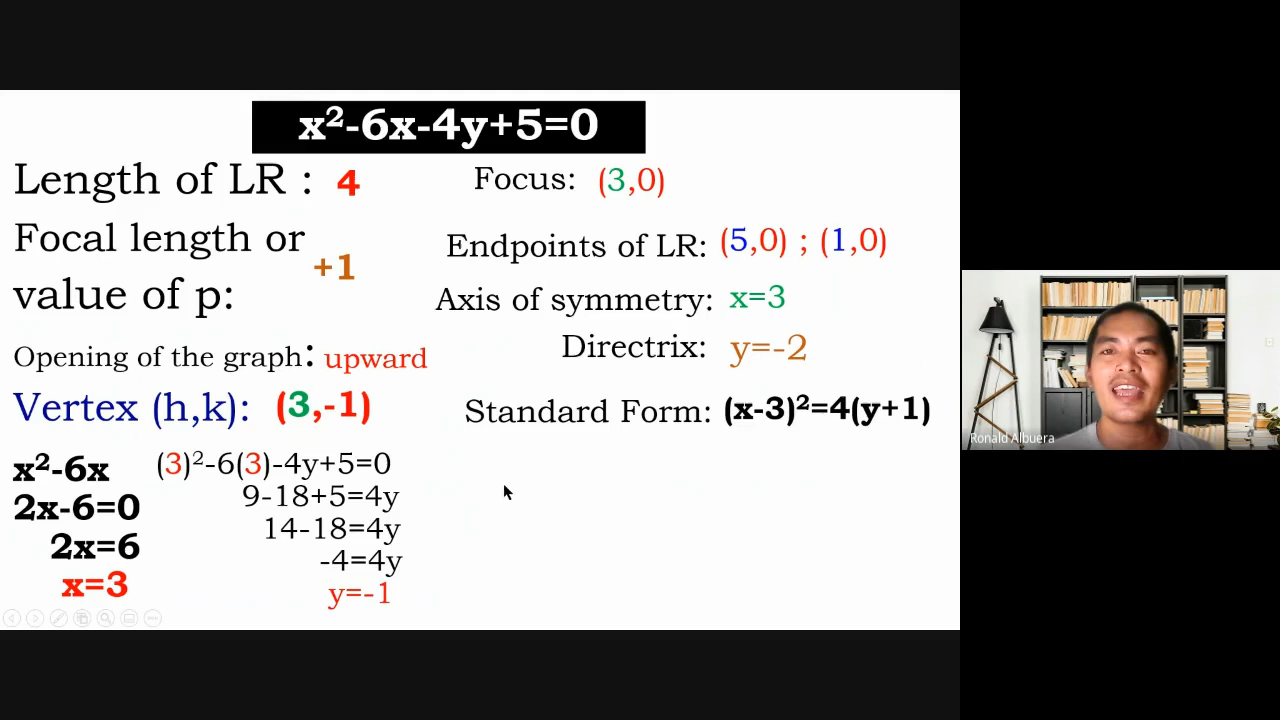 x²-6x-4y+5=0
Length of LR : 4
Focal length or
value of p: +1
Opening of the graph: upward
Vertex (h,k): (3,-1)
x²-6x
2x-6=0
2x=6
x=3
(3)²-6(3)-4y+5=0
9-18+5=4y
14-18=4y
-4=4y
y=-1
Focus: (3,0)
Endpoints of LR: (5,0) ; (1,0)
Axis of symmetry: x=3
Directrix: y=-2
Standard Form: (x-3)²=4(y+1)
Ronald Albuera